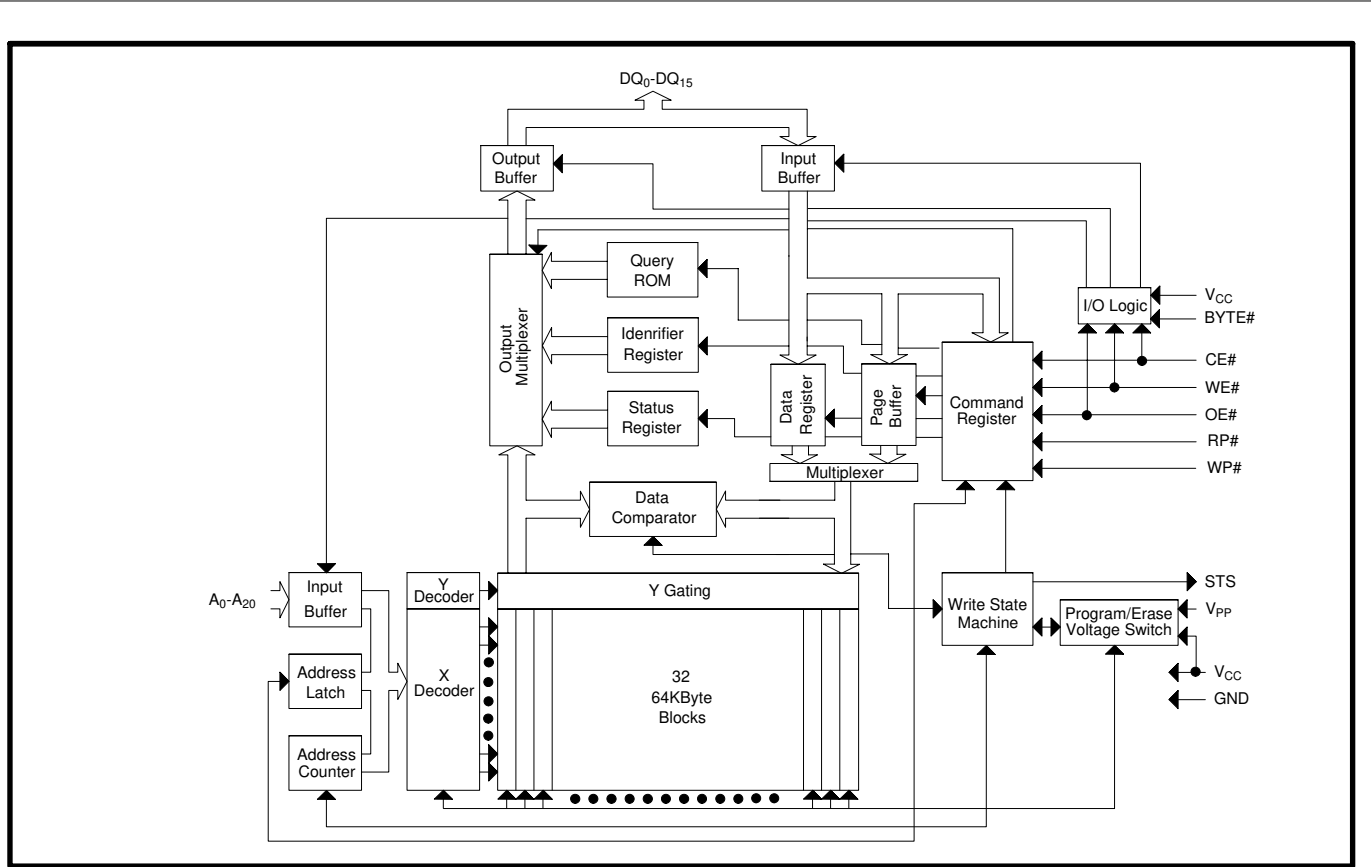 DQ0-DQ15
Output
Buffer
Input
Buffer
Query
ROM
I/O Logic
VCC
BYTE#
Output
Multiplexer
Idenrifier
Register
Data
Register
Page
Buffer
Command
Register
CE#
WE#
OE#
RP#
WP#
Status
Register
Multiplexer
Data
Comparator
A0-A20
Input
Buffer
Y
Decoder
Y Gating
Write State
Machine
STS
Program/Erase
Voltage Switch
VPP
VCC
GND
Address
Latch
X
Decoder
32
64KByte
Blocks
Address
Counter